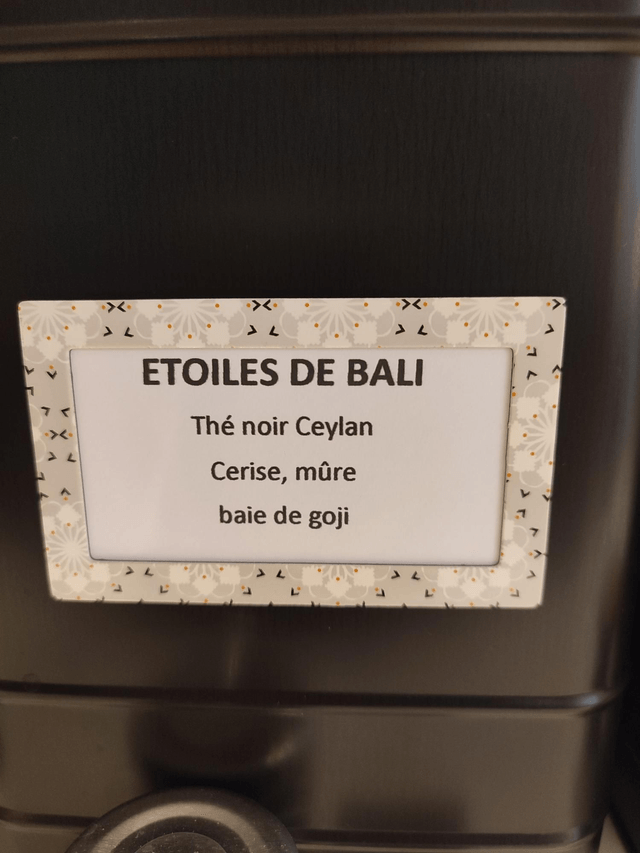 ETOILES DE BALI
Thé noir Ceylan
Cerise, mûre
baie de goji